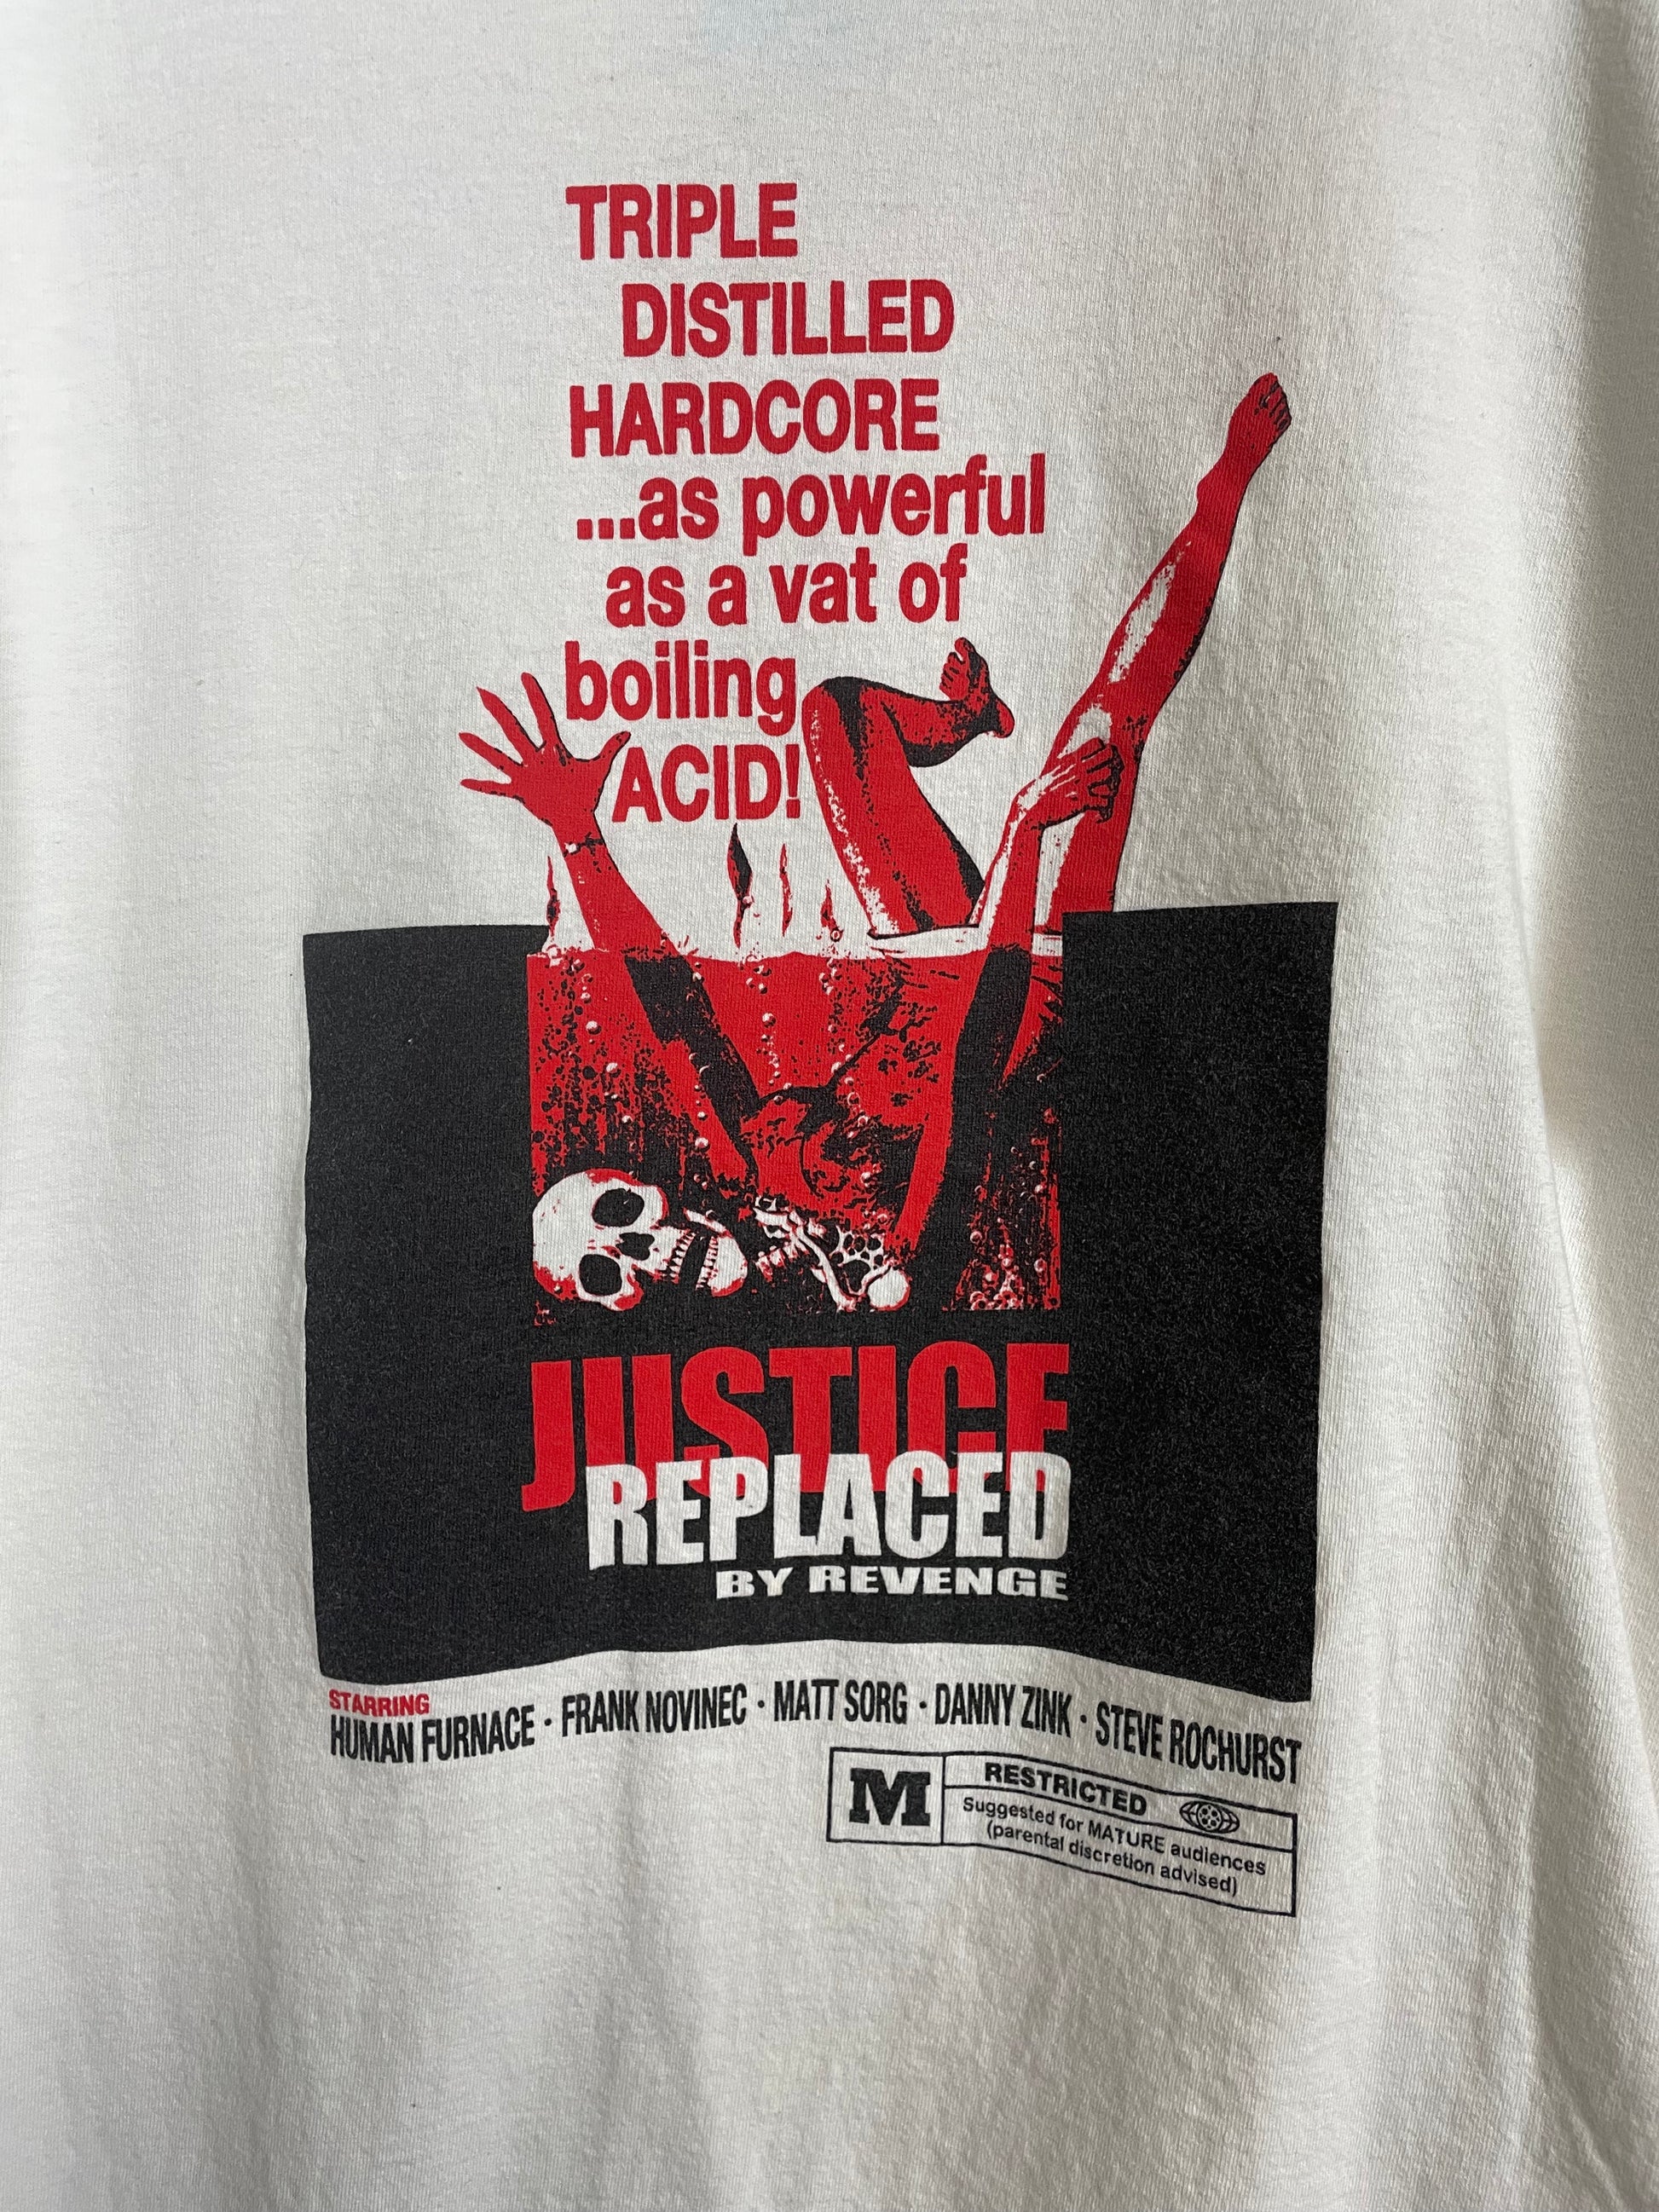 TRIPLE
DISTILLED
HARDCORE
...as powerful
as a vat of
boiling
ACID!
JUSTICE
REPLACED
BY REVENGE
STARRING
HUMAN FURNACE · FRANK NOVINEC · MATT SORG · DANNY ZINK · STEVE ROCHURST
M
RESTRICTED
Suggested for MATURE audiences
(parental discretion advised)